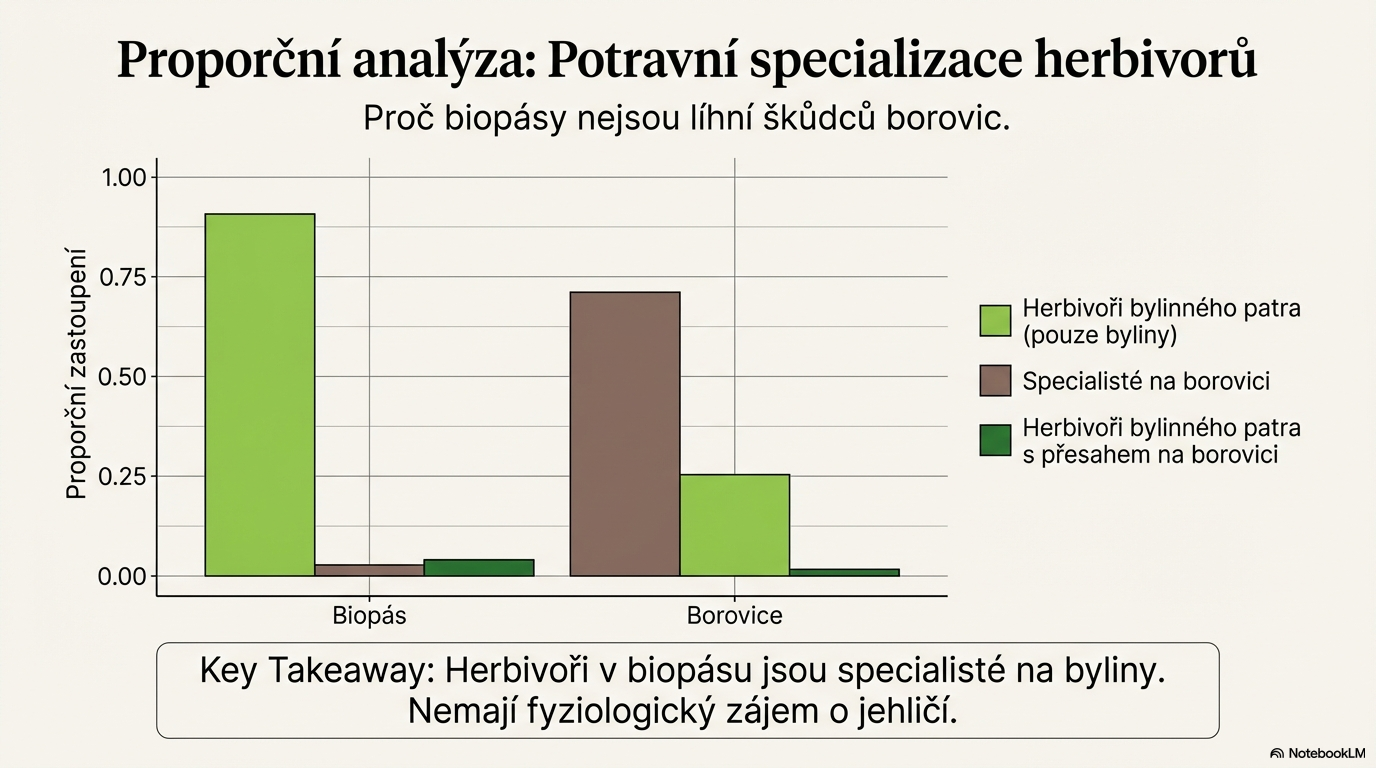 Proporční analýza: Potravní specializace herbivorů
Proč biopásy nejsou líhní škůdců borovic.
Proporční zastoupení
1.00
0.75
0.50
0.25
0.00
Biopás
Borovice
Herbivoři bylinného patra
(pouze byliny)
Specialisté na borovici
Herbivoři bylinného patra
s přesahem na borovici
Key Takeaway: Herbivoři v biopásu jsou specialisté na byliny.
Nemají fyziologický zájem o jehličí.
NotebookLM